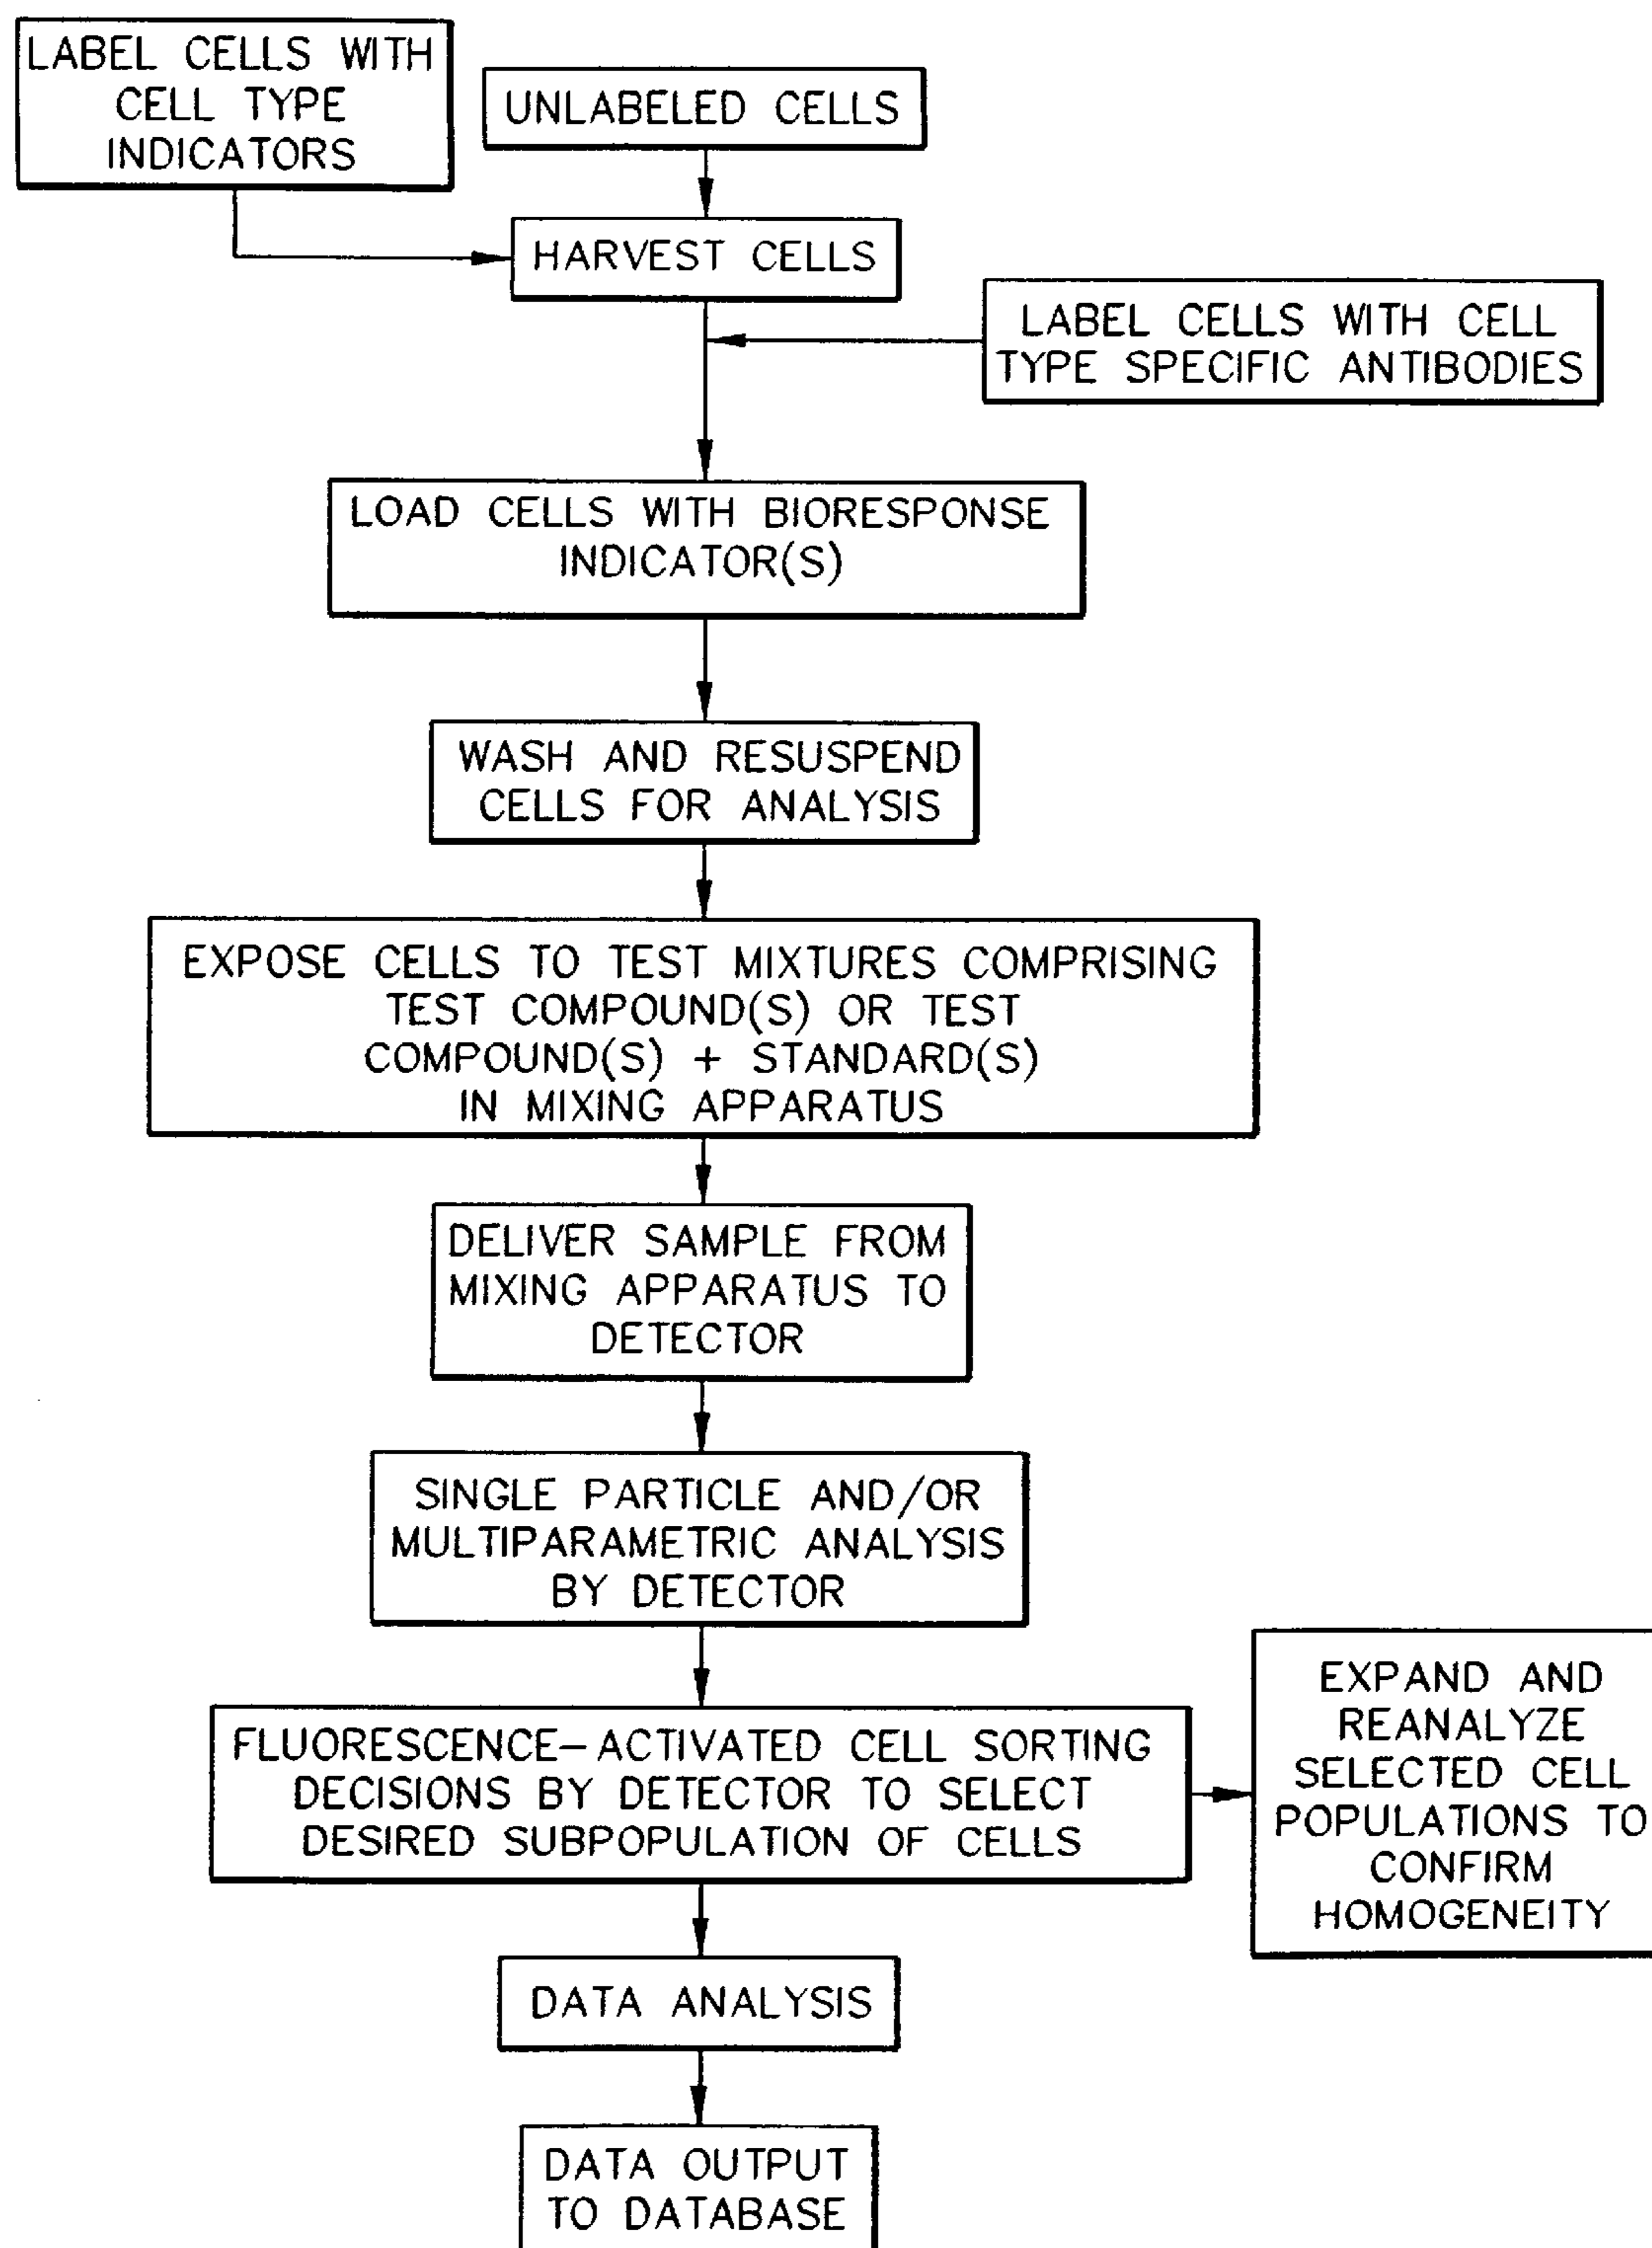 LABEL CELLS WITH
CELL TYPE
INDICATORS
UNLABELED CELLS
HARVEST CELLS
LABEL CELLS WITH CELL
TYPE SPECIFIC ANTIBODIES
LOAD CELLS WITH BIORESPONSE
INDICATOR(S)
WASH AND RESUSPEND
CELLS FOR ANALYSIS
EXPOSE CELLS TO TEST MIXTURES COMPRISING
TEST COMPOUND(S) OR TEST
COMPOUND(S) + STANDARD(S)
IN MIXING APPARATUS
DELIVER SAMPLE FROM
MIXING APPARATUS TO
DETECTOR
SINGLE PARTICLE AND/OR
MULTIPARAMETRIC ANALYSIS
BY DETECTOR
FLUORESCENCE-ACTIVATED CELL SORTING
DECISIONS BY DETECTOR TO SELECT
DESIRED SUBPOPULATION OF CELLS
EXPAND AND
REANALYZE
SELECTED CELL
POPULATIONS TO
CONFIRM
HOMOGENEITY
DATA ANALYSIS
DATA OUTPUT
TO DATABASE